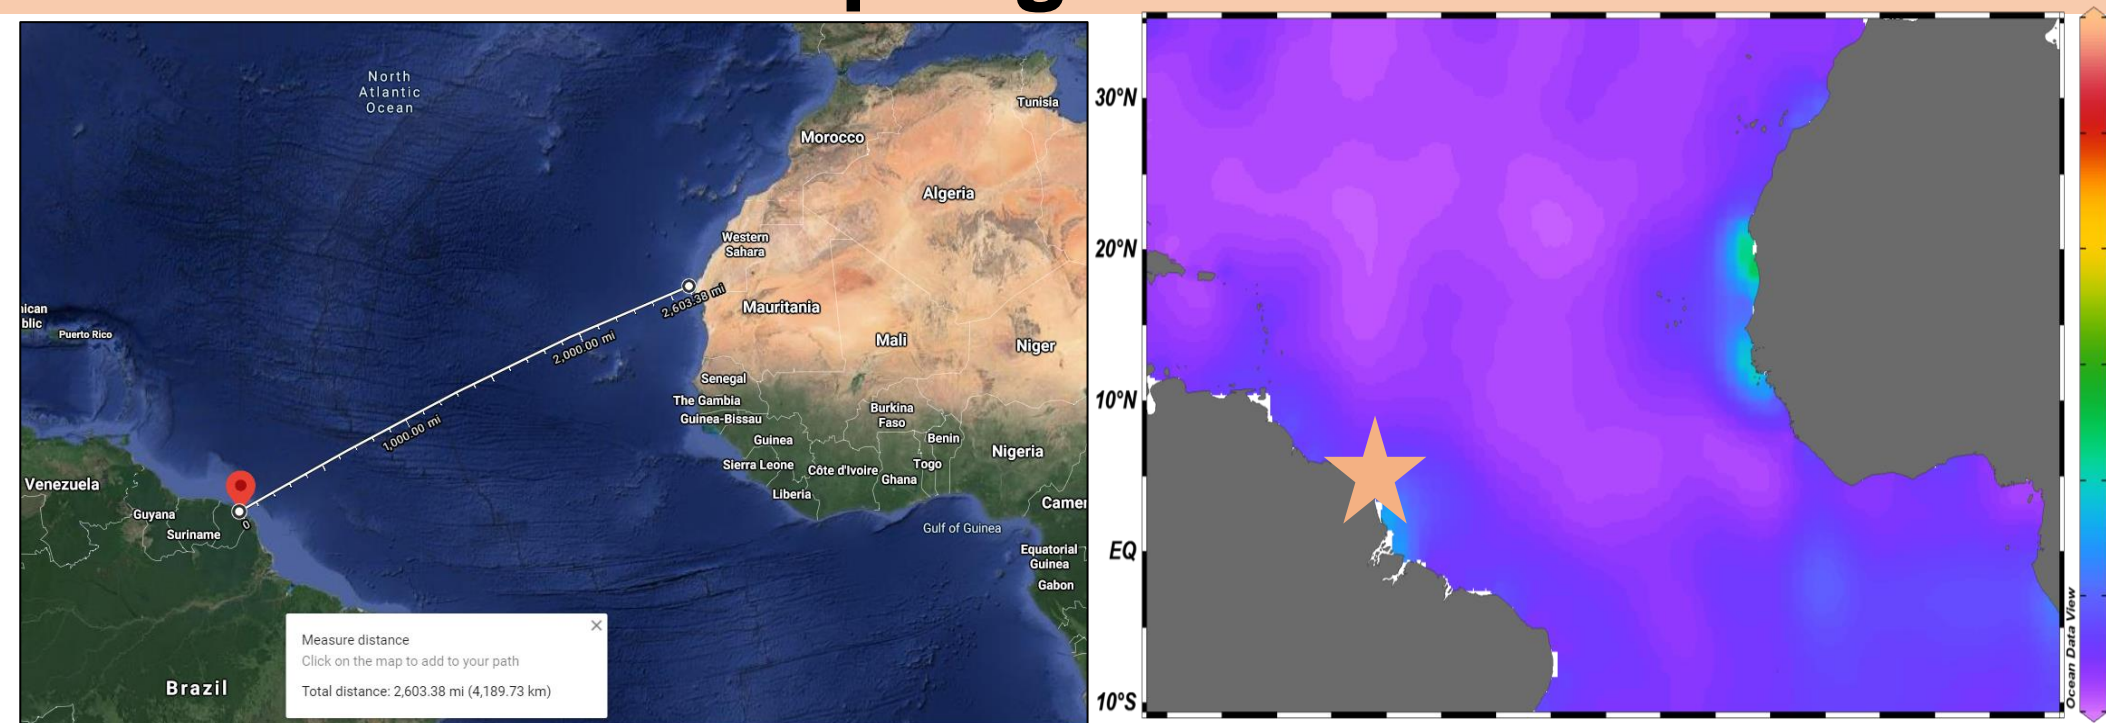 North
Atlantic
Ocean
Tunisia
Morocco
Algeria
Western
Sahara
2,603.38 mi
Mauritania
nican
blic
Puerto Rico
2,000.00 mi
Mali
Niger
Senegal
The Gambia
Guinea-Bissau
Burkina
Faso
1,000.00 mi
Guinea
Benin
Nigeria
Sierra Leone
Côte d'Ivoire
Togo
Ghana
Venezuela
Liberia
Camer
Guyana
0
Suriname
Gulf of Guinea
Equatorial
Guinea
Gabon
Brazil
Measure distance
Click on the map to add to your path
Total distance: 2,603.38 mi (4,189.73 km)
30°N
20°N
10°N
EQ
10°S
Ocean Data View